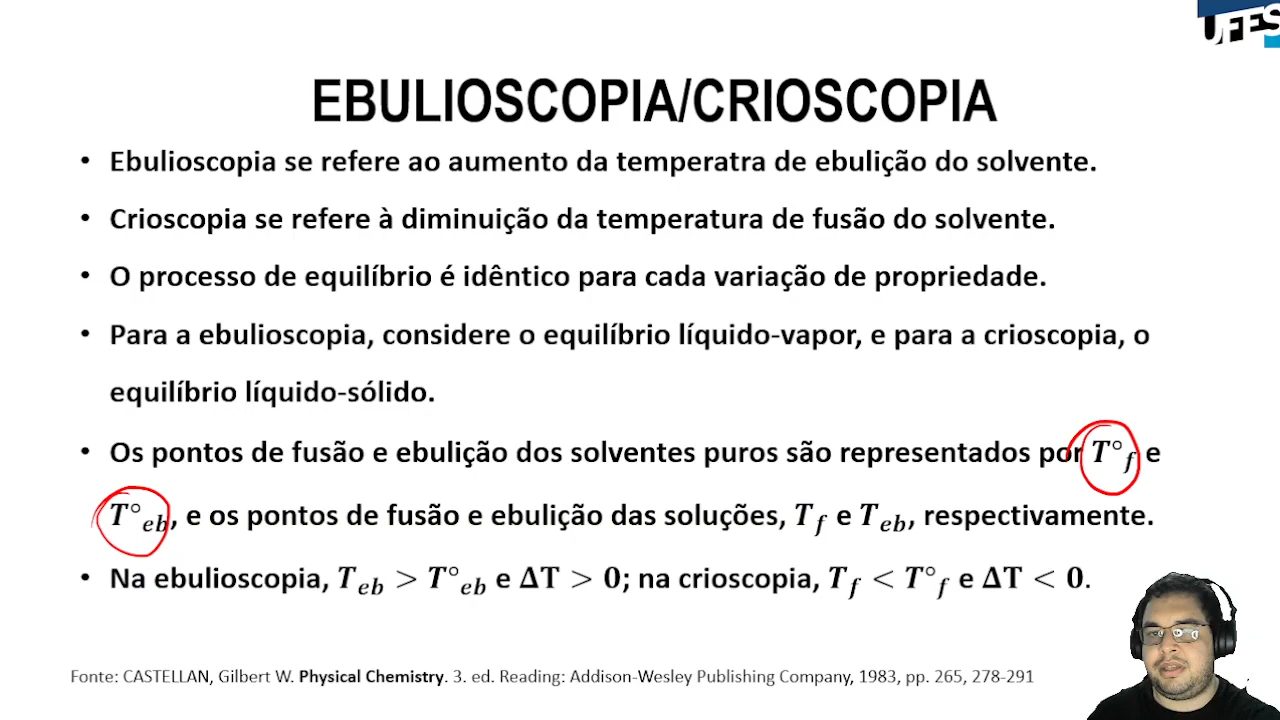 UFES
EBULIOSCOPIA/CRIOSCOPIA
• Ebulioscopia se refere ao aumento da temperatra de ebulição do solvente.
• Crioscopia se refere à diminuição da temperatura de fusão do solvente.
• O processo de equilíbrio é idêntico para cada variação de propriedade.
• Para a ebulioscopia, considere o equilíbrio líquido-vapor, e para a crioscopia, o
equilíbrio líquido-sólido.
• Os pontos de fusão e ebulição dos solventes puros são representados por T°f e
T°eb, e os pontos de fusão e ebulição das soluções, Tf e Teb, respectivamente.
• Na ebulioscopia, Teb > T°eb e ΔT > 0; na crioscopia, Tf < T°f e ΔT < 0.
Fonte: CASTELLAN, Gilbert W. Physical Chemistry. 3. ed. Reading: Addison-Wesley Publishing Company, 1983, pp. 265, 278-291